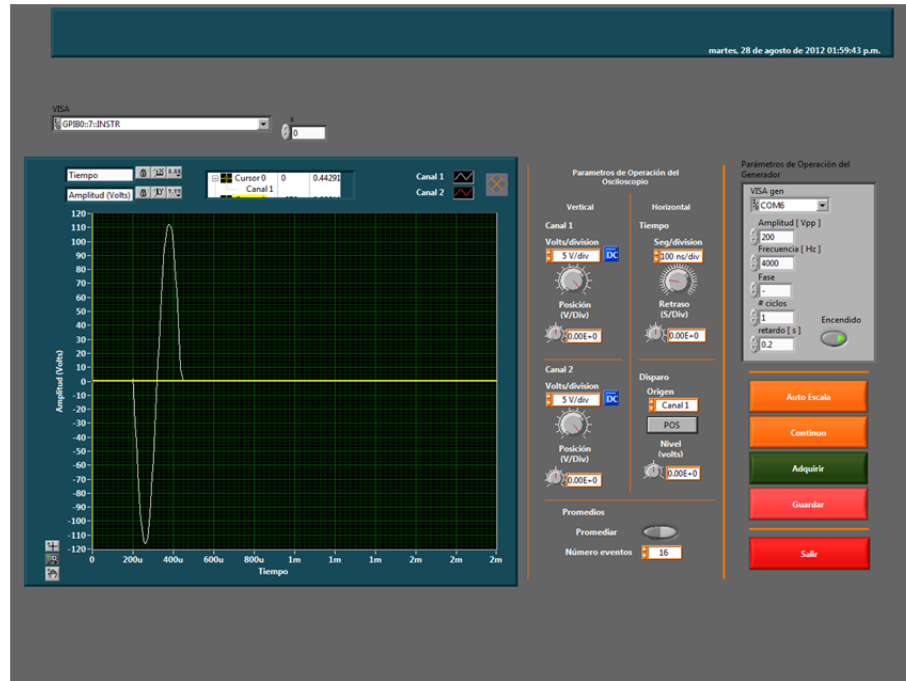 martes, 28 de agosto de 2012 01:59:43 p.m.
VISA
GPIB0::7::INSTR
x
0
Tiempo
Amplitud (Volts)
Cursor 0 0 0.44291
Canal 1
Canal 1
Canal 2
120
110
100
90
80
70
60
50
40
30
20
10
0
-10
-20
-30
-40
-50
-60
-70
-80
-90
-100
-110
-120
Amplitud (Volts)
0 200u 400u 600u 800u 1m 1m 1m 2m 2m 2m
Tiempo
Parametros de Operación del
Osciloscopio
Vertical
Canal 1
Volts/division
5 V/div DC
Posición
(V/Div)
0.00E+0
Canal 2
Volts/division
5 V/div DC
Posición
(V/Div)
0.00E+0
Horizontal
Tiempo
Seg/division
100 ns/div
Retraso
(S/Div)
0.00E+0
Disparo
Origen
Canal 1
POS
Nivel
(volts)
0.00E+0
Promedios
Promediar
Número eventos 16
Parámetros de Operación del
Generador
VISA gen
COM6
Amplitud [ Vpp ]
200
Frecuencia [ Hz ]
4000
Fase
-
# ciclos
1
retardo [ s ]
0.2
Encendido
Auto Escala
Continuo
Adquirir
Guardar
Salir